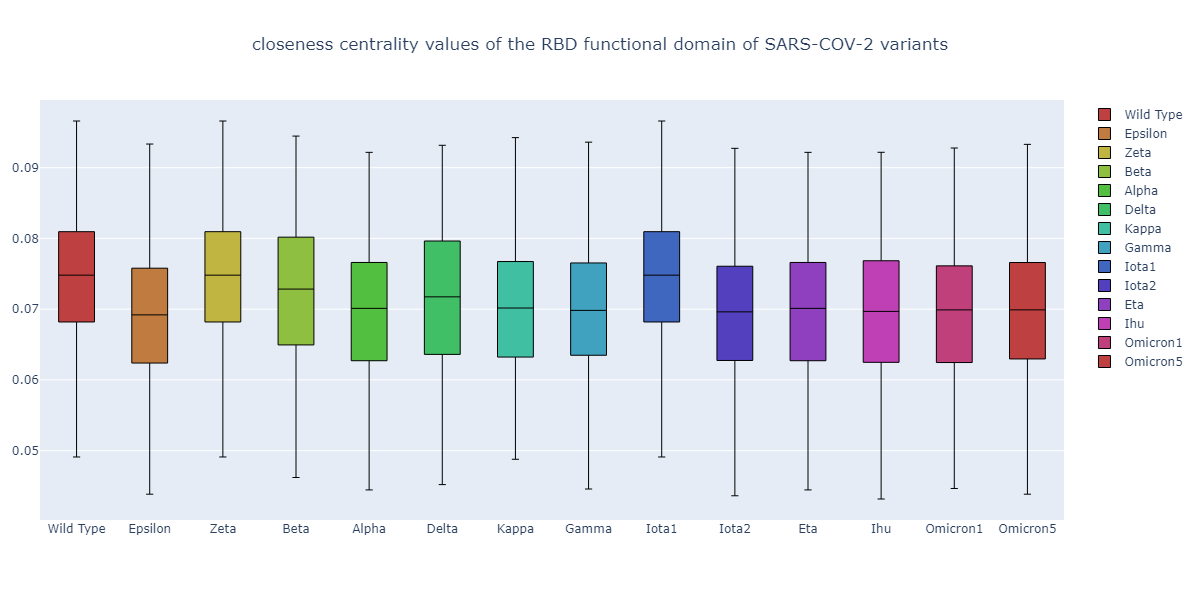 closeness centrality values of the RBD functional domain of SARS-COV-2 variants
0.09
0.08
0.07
0.06
0.05
Wild Type Epsilon Zeta Beta Alpha Delta Kappa Gamma Iota1 Iota2 Eta Ihu Omicron1 Omicron5
Wild Type
Epsilon
Zeta
Beta
Alpha
Delta
Kappa
Gamma
Iota1
Iota2
Eta
Ihu
Omicron1
Omicron5